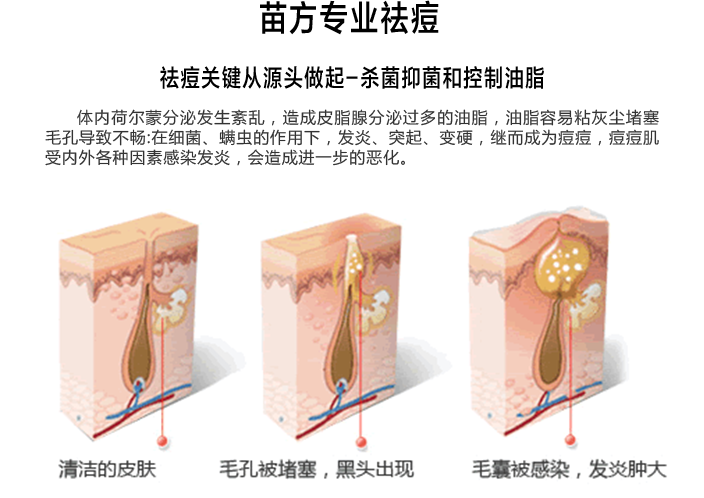 苗方专业祛痘
祛痘关键从源头做起-杀菌抑菌和控制油脂
体内荷尔蒙分泌发生紊乱，造成皮脂腺分泌过多的油脂，油脂容易粘灰尘堵塞
毛孔导致不畅:在细菌、螨虫的作用下，发炎、突起、变硬，继而成为痘痘，痘痘肌
受内外各种因素感染发炎，会造成进一步的恶化。
清洁的皮肤
毛孔被堵塞，黑头出现
毛囊被感染，发炎肿大